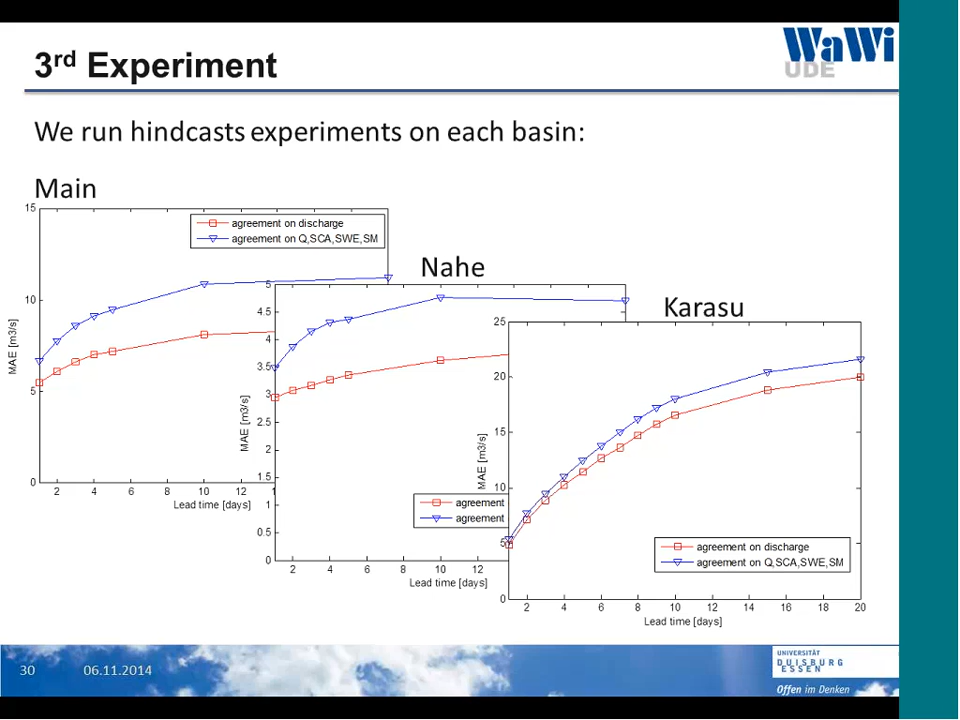 3rd Experiment
WaWi
UDE
We run hindcasts experiments on each basin:
Main
15
10
5
0
MAE [m3/s]
agreement on discharge
agreement on Q,SCA,SWE,SM
2 4 6 8 10 12 1
Lead time [days]
Nahe
5
4.5
4
3.5
3
2.5
2
1.5
1
0.5
0
MAE [m3/s]
agreement
agreement
2 4 6 8 10 12
Lead time [days]
Karasu
25
20
15
10
5
0
MAE [m3/s]
agreement on discharge
agreement on Q,SCA,SWE,SM
2 4 6 8 10 12 14 16 18 20
Lead time [days]
30 06.11.2014
UNIVERSITÄT
DUISBURG
ESSEN
Offen im Denken